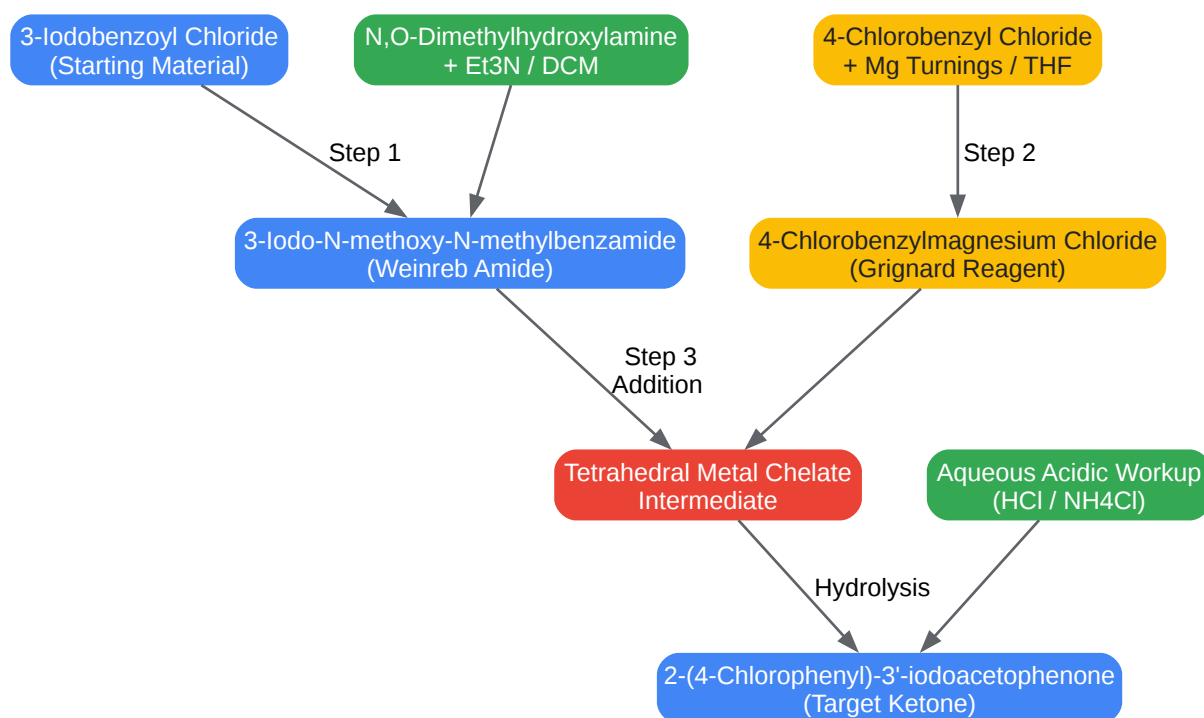 3-Iodobenzoyl Chloride
(Starting Material)
N,O-Dimethylhydroxylamine
+ Et3N / DCM
4-Chlorobenzyl Chloride
+ Mg Turnings / THF
Step 1
Step 2
3-Iodo-N-methoxy-N-methylbenzamide
(Weinreb Amide)
4-Chlorobenzylmagnesium Chloride
(Grignard Reagent)
Step 3
Addition
Tetrahedral Metal Chelate
Intermediate
Aqueous Acidic Workup
(HCl / NH4Cl)
Hydrolysis
2-(4-Chlorophenyl)-3'-iodoacetophenone
(Target Ketone)